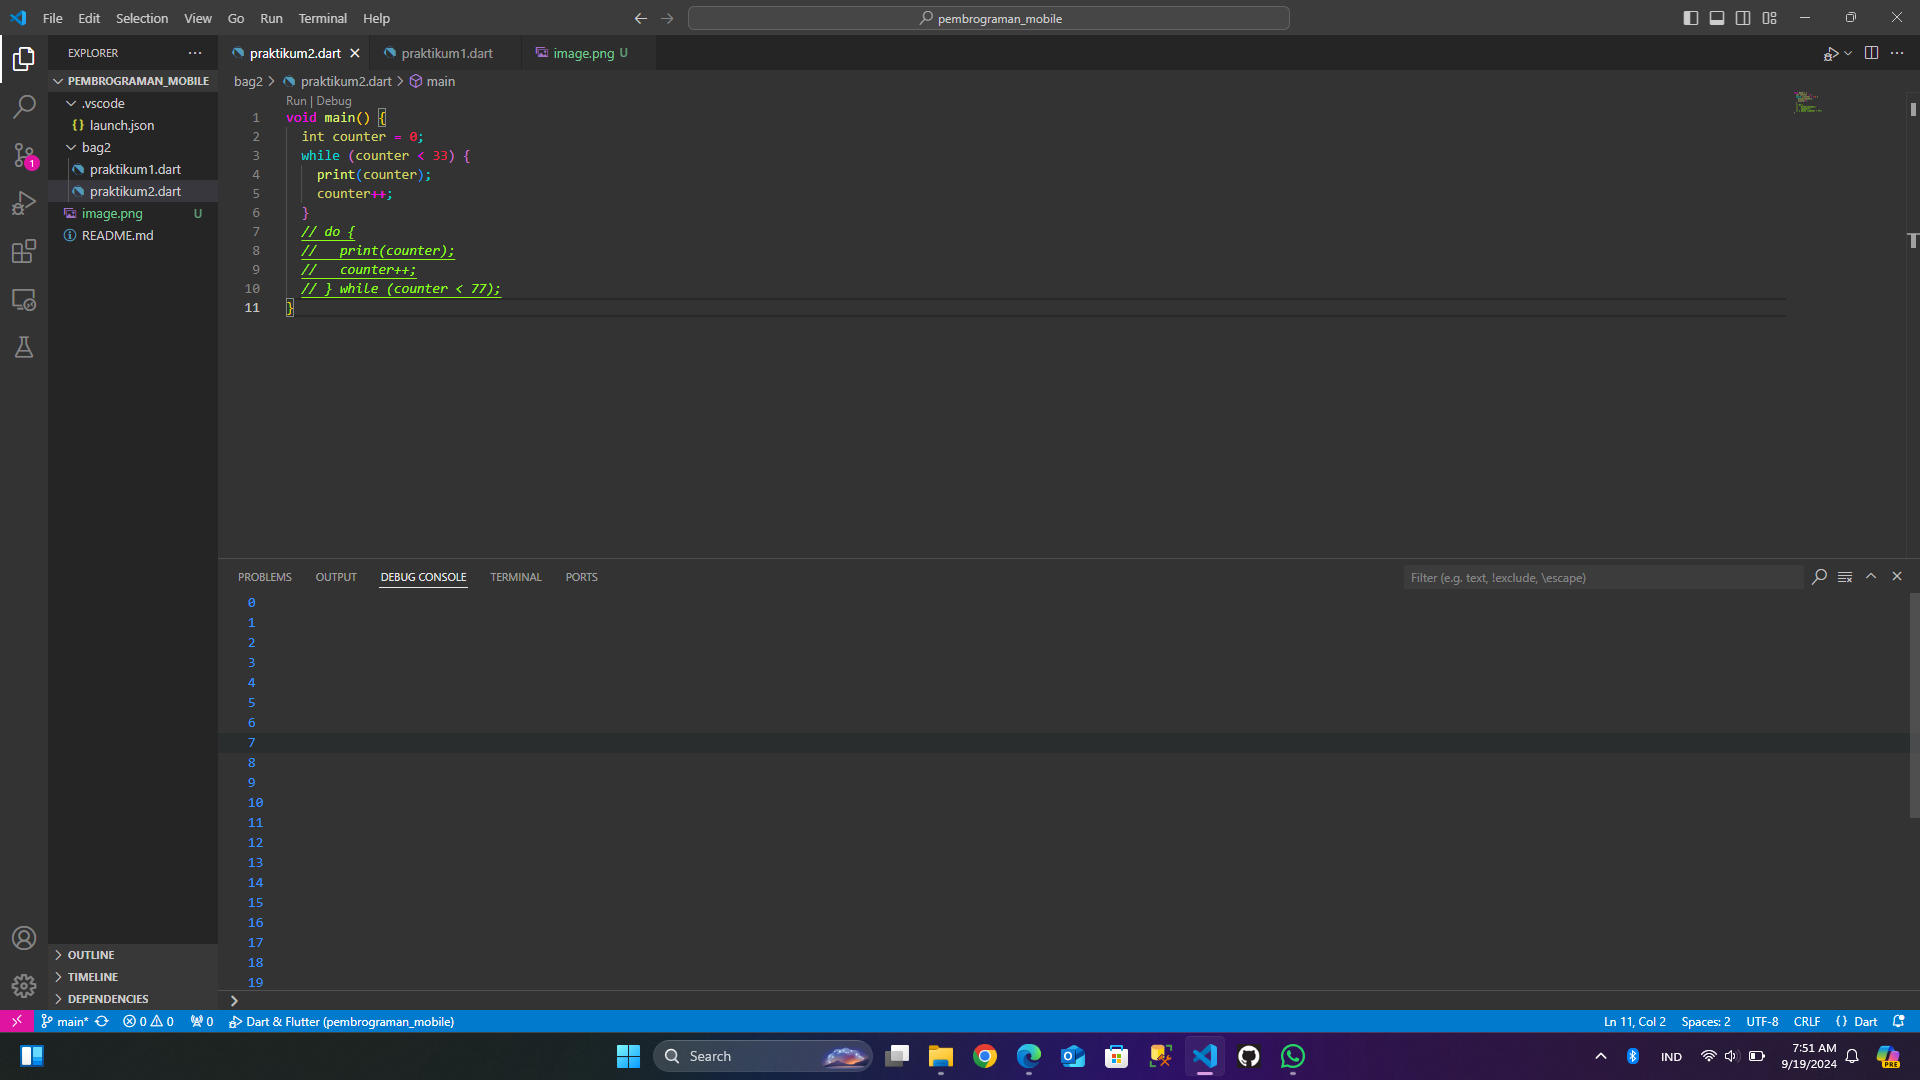 File Edit Selection View Go Run Terminal Help
pembrograman_mobile
EXPLORER
PEMBROGRAMAN_MOBILE
.vscode
launch.json
bag2
praktikum1.dart
praktikum2.dart
image.png U
README.md
OUTLINE
TIMELINE
DEPENDENCIES
1
praktikum2.dart praktikum1.dart image.png U
bag2 > praktikum2.dart > main
Run | Debug
1 void main() {
2 int counter = 0;
3 while (counter < 33) {
4 print(counter);
5 counter++;
6 }
7 // do {
8 //   print(counter);
9 //   counter++;
10 // } while (counter < 77);
11 }
PROBLEMS OUTPUT DEBUG CONSOLE TERMINAL PORTS
Filter (e.g. text, !exclude, \escape)
0
1
2
3
4
5
6
7
8
9
10
11
12
13
14
15
16
17
18
19
main* 0 0 0 Dart & Flutter (pembrograman_mobile)
Ln 11, Col 2 Spaces: 2 UTF-8 CRLF {} Dart
Search
IND
7:51 AM
9/19/2024
PRE